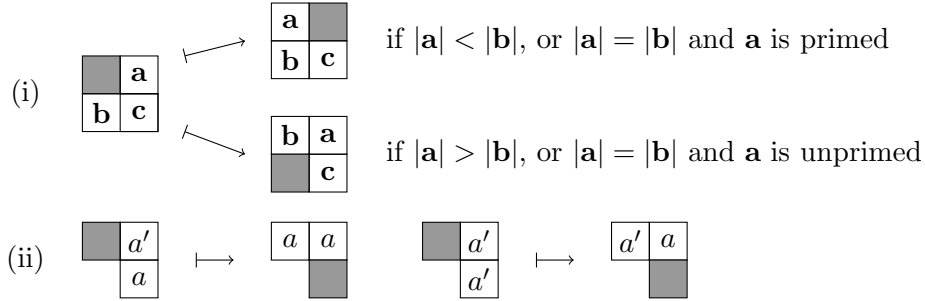 (i)
a
b c
a
b c
if |a| < |b|, or |a| = |b| and a is primed
b a
c
if |a| > |b|, or |a| = |b| and a is unprimed
(ii)
a′
a
a a
a′
a′
a′ a